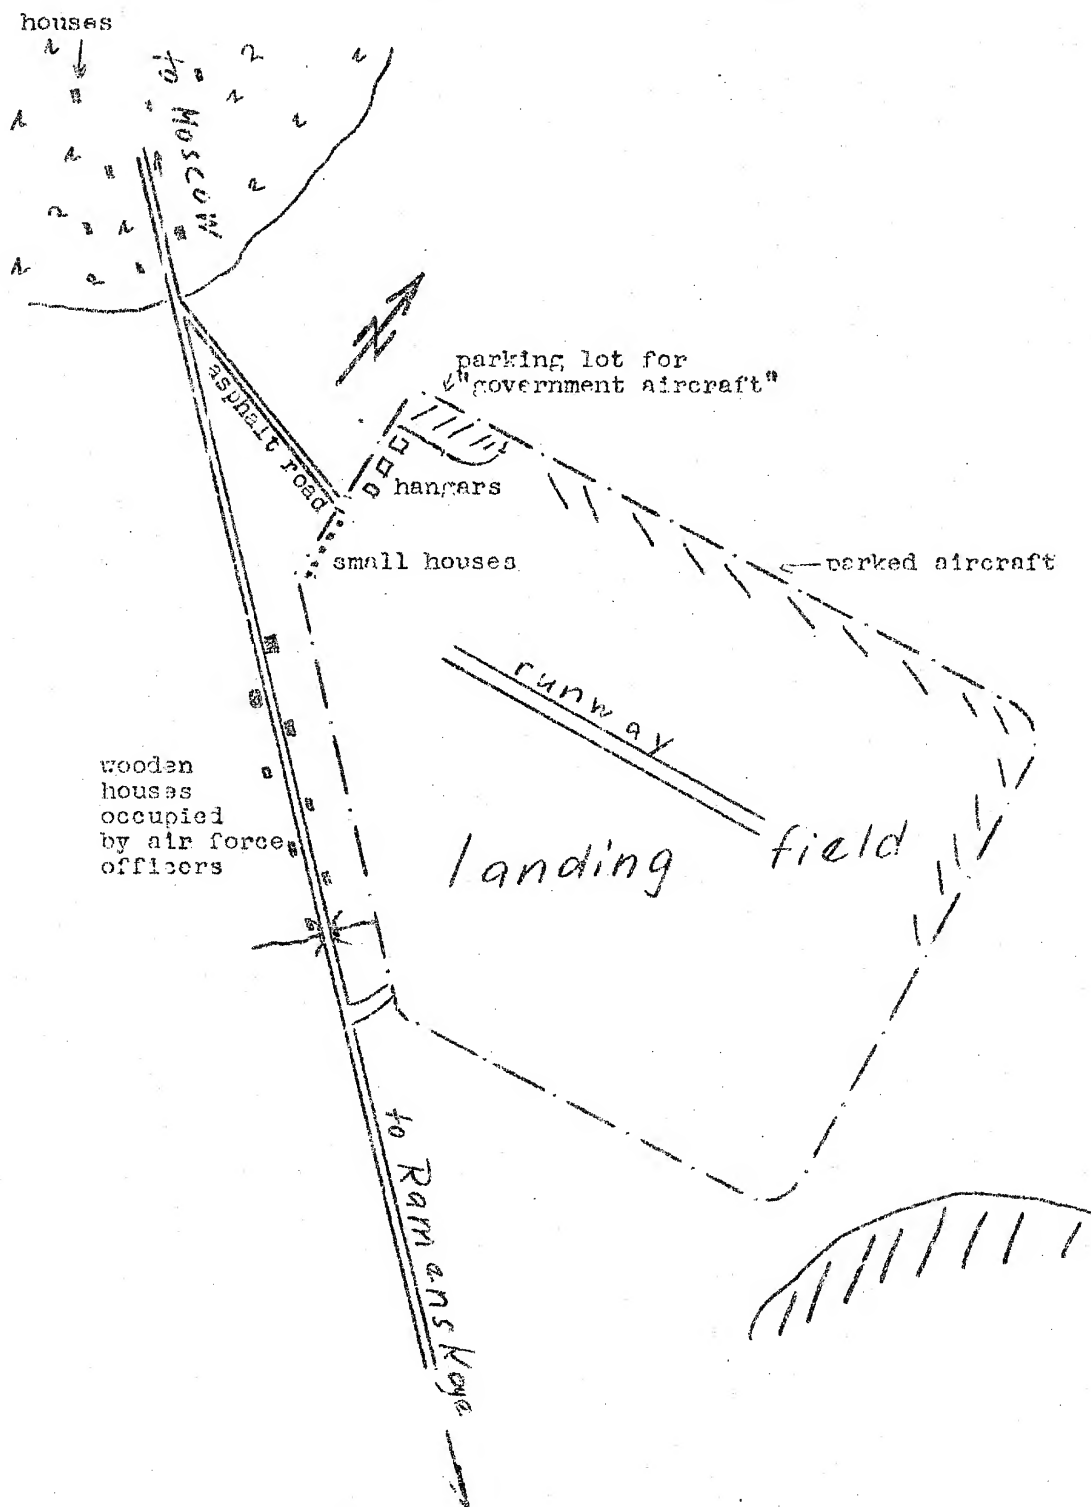 houses
to Moscow
N
parking lot for
"government aircraft"
asphalt road
hangars
small houses
parked aircraft
runway
wooden
houses
occupied
by air force
officers
landing field
to Ramanskoye